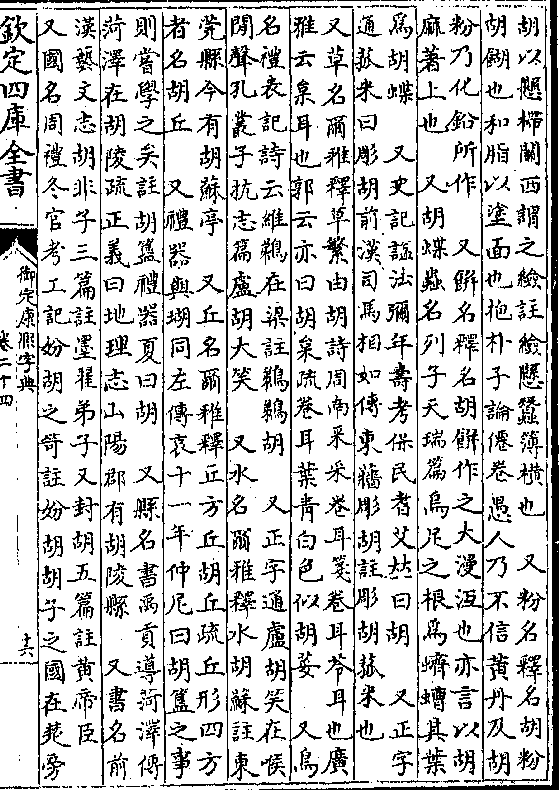 胡以懸㯕關西謂之㯡註㯡懸蠶簿橫也　又粉名釋名胡粉
胡餬也和脂以塗面也抱朴子論僊卷愚人乃不信黃丹及胡
粉乃化鉛所作　又餅名釋名胡餅作之大漫沍也亦言以胡
麻著上也　又胡蝶蟲名列子天瑞篇烏足之根爲蠐螬其葉
爲胡蝶　又史記諡法彌年壽考保民耆艾𠀤曰胡　又正字
通菰米曰彫胡前漢司馬相如傳東蘠彫胡註彫胡菰米也
又草名爾雅釋草蘩由胡詩周南采采卷耳箋卷耳苓耳也廣
雅云枲耳也郭云亦曰胡枲疏卷耳葉靑白色似胡荽　又鳥
名禮表記詩云維鵜在梁註鵜鵜胡　又正字通盧胡笑在喉
閒聲孔叢子抗志篇盧胡大笑　又水名爾雅釋水胡蘇註東
莞縣今有胡蘇亭　又丘名爾雅釋丘方丘胡丘疏丘形四方
者名胡丘　又禮器與瑚同左傳哀十一年仲尼曰胡簋之事
則嘗學之矣註胡簋禮器夏曰胡　又縣名書禹貢導菏澤傳
菏澤在胡陵疏正義曰地理志山陽郡有胡陵縣　又書名前
漢藝文志胡非子三篇註墨翟弟子又封胡五篇註黃帝臣
又國名周禮冬官考工記妢胡之笴註妢胡胡子之國在楚旁
欽定四庫全書
御定康熙字典
卷二十四
十六